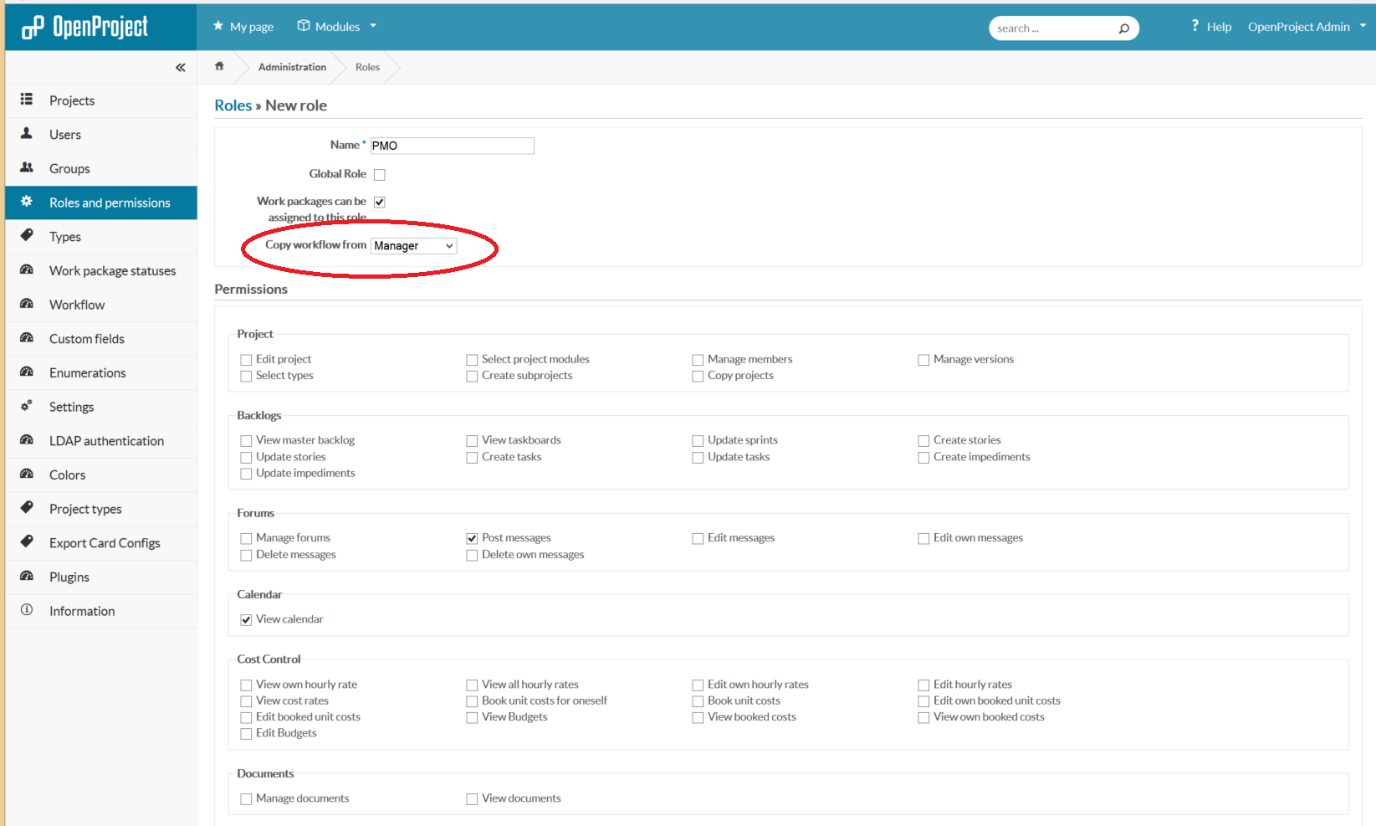 OpenProject
My page Modules search ... ? Help OpenProject Admin
«
Administration Roles
Projects
Users
Groups
Roles and permissions
Types
Work package statuses
Workflow
Custom fields
Enumerations
Settings
LDAP authentication
Colors
Project types
Export Card Configs
Plugins
Information
Roles » New role
Name * PMO
Global Role
Work packages can be
assigned to this role
Copy workflow from Manager
Permissions
Project
Edit project Select project modules Manage members Manage versions
Select types Create subprojects Copy projects
Backlogs
View master backlog View taskboards Update sprints Create stories
Update stories Create tasks Update tasks Create impediments
Update impediments
Forums
Manage forums Post messages Edit messages Edit own messages
Delete messages Delete own messages
Calendar
View calendar
Cost Control
View own hourly rate View all hourly rates Edit own hourly rates Edit hourly rates
View cost rates Book unit costs for oneself Book unit costs Edit own booked unit costs
Edit booked unit costs View Budgets View booked costs View own booked costs
Edit Budgets
Documents
Manage documents View documents